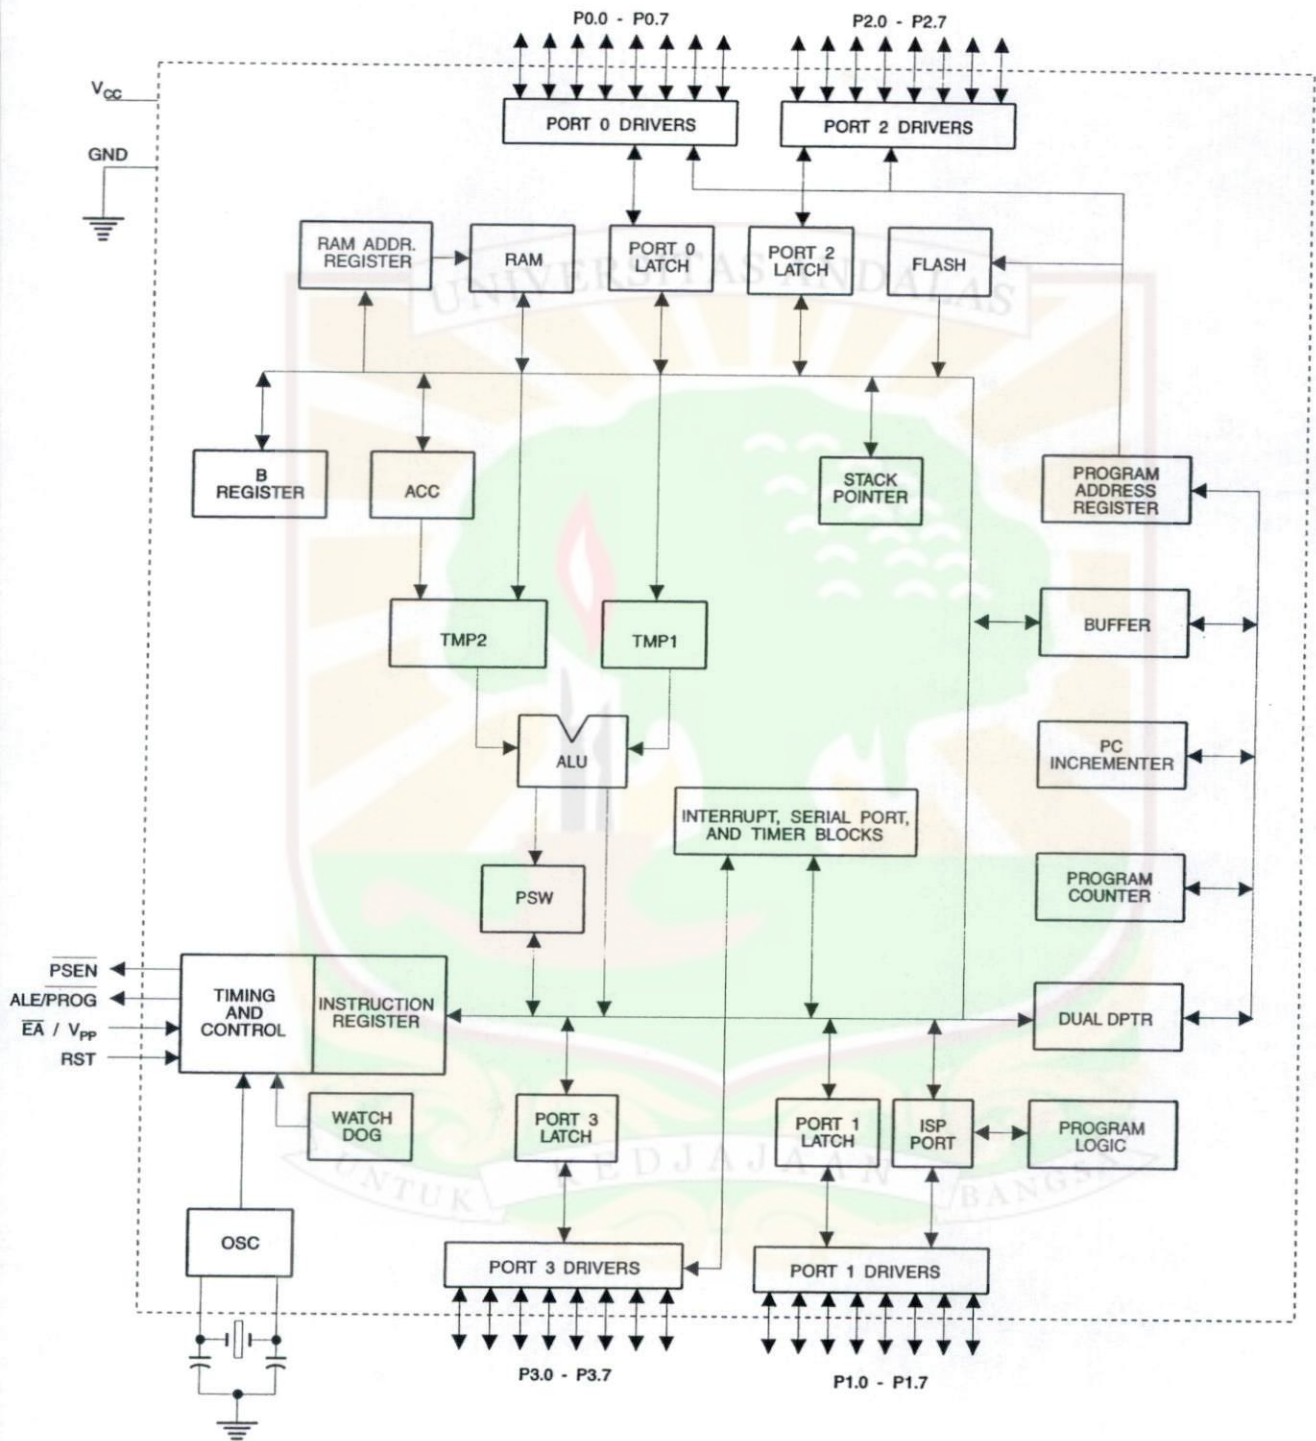 P0.0 - P0.7
P2.0 - P2.7
VCC
GND
PORT 0 DRIVERS
PORT 2 DRIVERS
RAM ADDR.
REGISTER
RAM
PORT 0
LATCH
PORT 2
LATCH
FLASH
UNIVERSITAS ANDALAS
B
REGISTER
ACC
STACK
POINTER
PROGRAM
ADDRESS
REGISTER
TMP2
TMP1
BUFFER
ALU
PC
INCREMENTER
INTERRUPT, SERIAL PORT,
AND TIMER BLOCKS
PSW
PROGRAM
COUNTER
PSEN
ALE/PROG
EA / VPP
RST
TIMING
AND
CONTROL
INSTRUCTION
REGISTER
DUAL DPTR
WATCH
DOG
PORT 3
LATCH
PORT 1
LATCH
ISP
PORT
PROGRAM
LOGIC
UNTUK KEDJAJAAN BANGSA
OSC
PORT 3 DRIVERS
PORT 1 DRIVERS
P3.0 - P3.7
P1.0 - P1.7